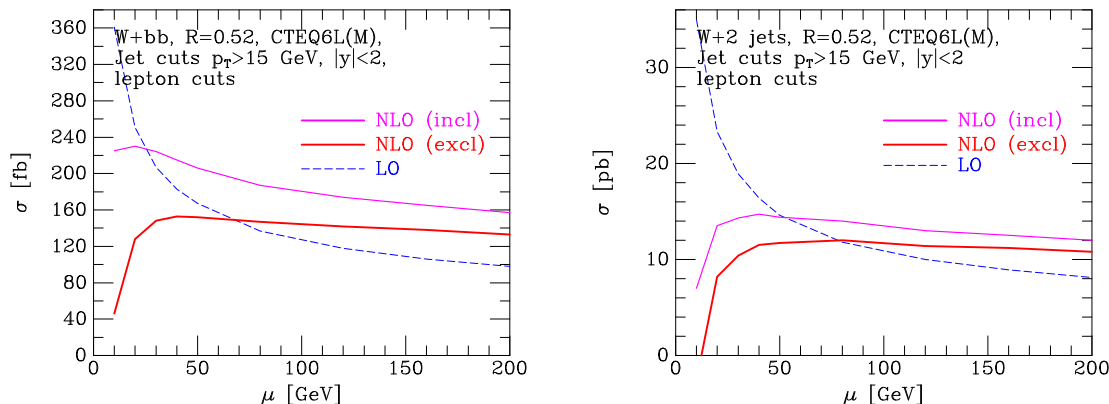 W+bb, R=0.52, CTEQ6L(M),
Jet cuts p_T>15 GeV, |y|<2,
lepton cuts
NLO (incl)
NLO (excl)
LO
σ [fb]
360
320
280
240
200
160
120
80
40
0
0
50
100
150
200
μ [GeV]
W+2 jets, R=0.52, CTEQ6L(M),
Jet cuts p_T>15 GeV, |y|<2
lepton cuts
NLO (incl)
NLO (excl)
LO
σ [pb]
30
20
10
0
0
50
100
150
200
μ [GeV]